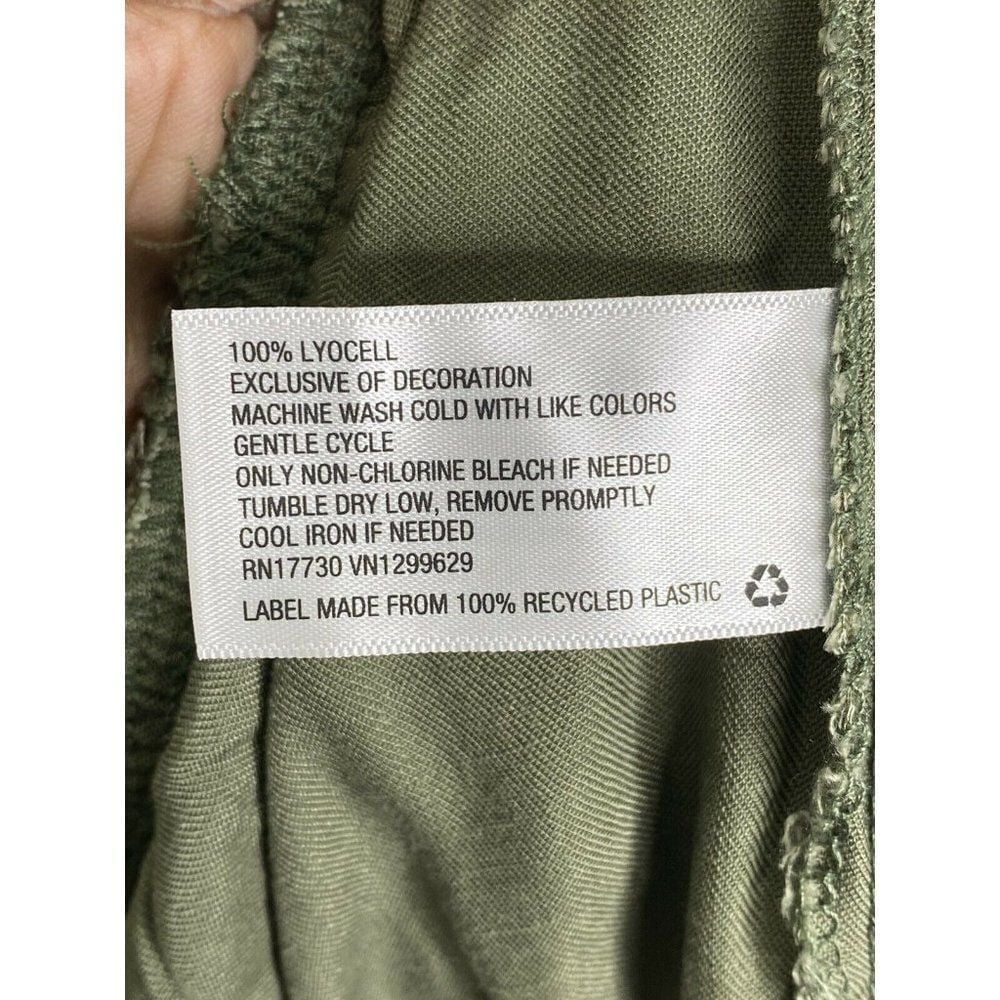 100% LYOCELL
EXCLUSIVE OF DECORATION
MACHINE WASH COLD WITH LIKE COLORS
GENTLE CYCLE
ONLY NON-CHLORINE BLEACH IF NEEDED
TUMBLE DRY LOW, REMOVE PROMPTLY
COOL IRON IF NEEDED
RN17730 VN1299629
LABEL MADE FROM 100% RECYCLED PLASTIC